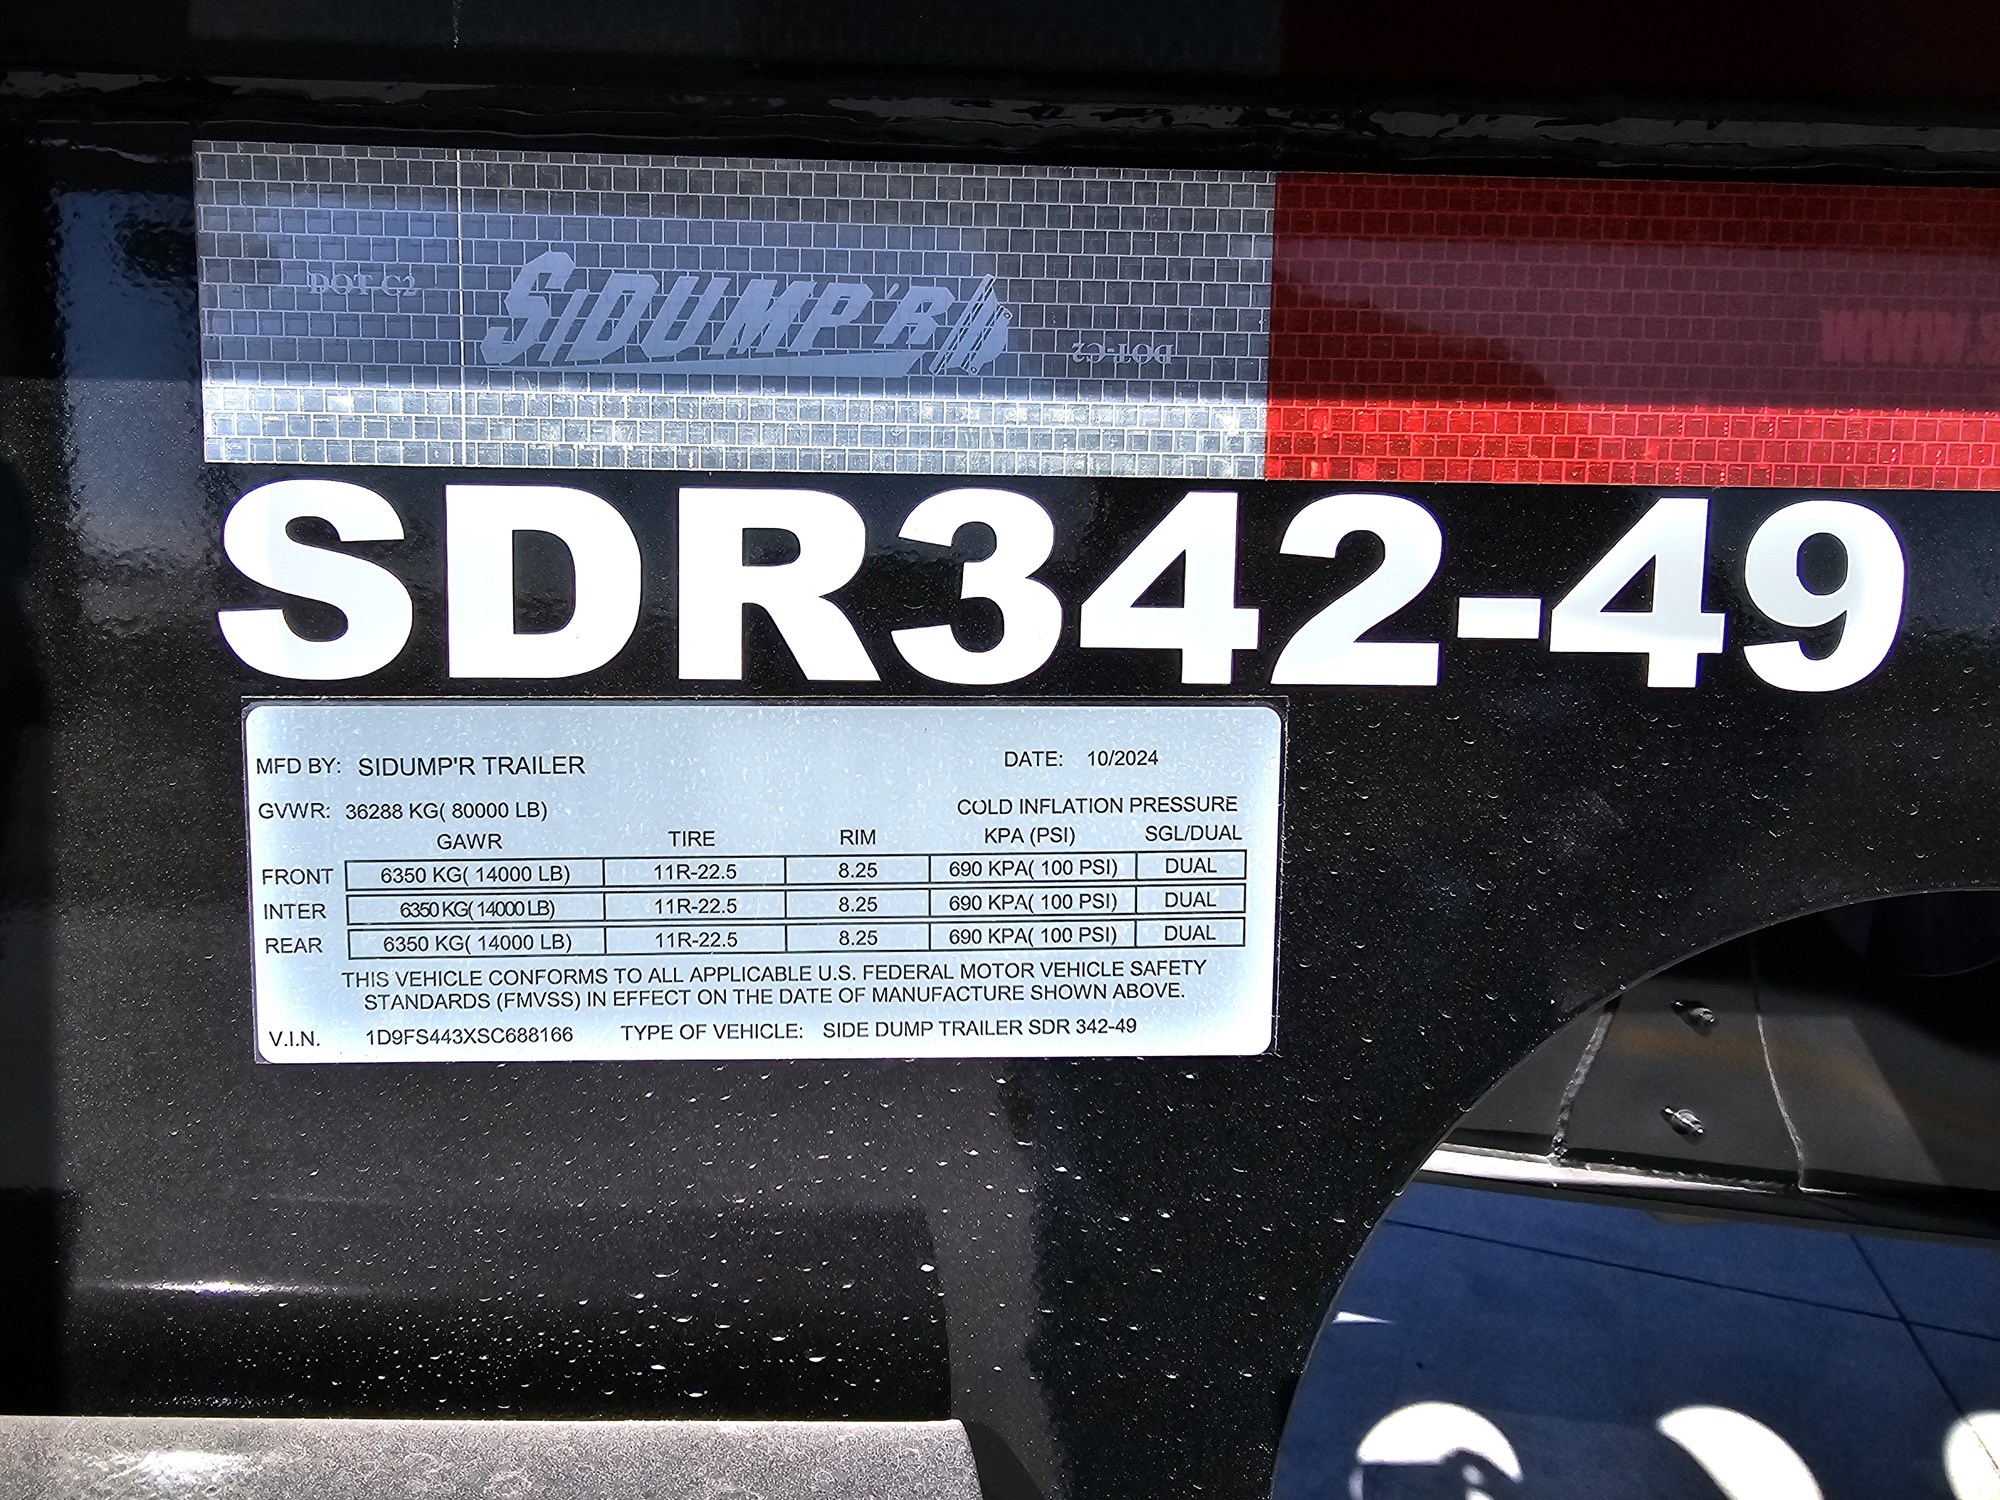 DOT-C2 SIDUMP'R DOT-C2
SDR342-49
MFD BY: SIDUMP'R TRAILER DATE: 10/2024
GVWR: 36288 KG( 80000 LB) COLD INFLATION PRESSURE
GAWR TIRE RIM KPA (PSI) SGL/DUAL
FRONT 6350 KG( 14000 LB) 11R-22.5 8.25 690 KPA( 100 PSI) DUAL
INTER 6350 KG( 14000 LB) 11R-22.5 8.25 690 KPA( 100 PSI) DUAL
REAR 6350 KG( 14000 LB) 11R-22.5 8.25 690 KPA( 100 PSI) DUAL
THIS VEHICLE CONFORMS TO ALL APPLICABLE U.S. FEDERAL MOTOR VEHICLE SAFETY
STANDARDS (FMVSS) IN EFFECT ON THE DATE OF MANUFACTURE SHOWN ABOVE.
V.I.N. 1D9FS443XSC688166 TYPE OF VEHICLE: SIDE DUMP TRAILER SDR 342-49